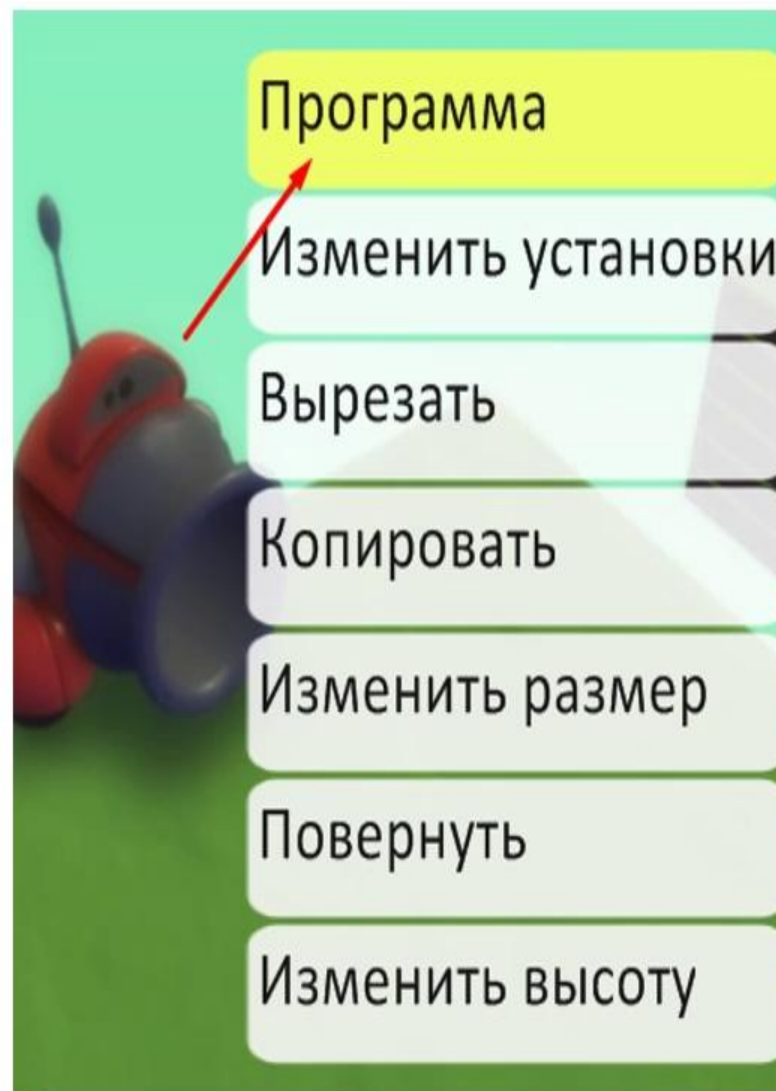 Программа
Изменить установки
Вырезать
Копировать
Изменить размер
Повернуть
Изменить высоту